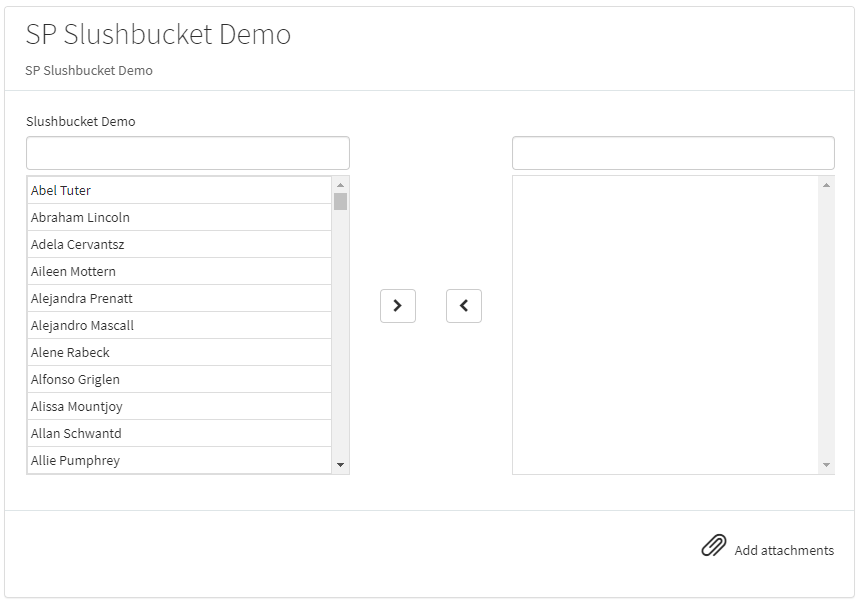 SP Slushbucket Demo
SP Slushbucket Demo
Slushbucket Demo
Abel Tuter
Abraham Lincoln
Adela Cervantsz
Aileen Mottern
Alejandra Prenatt
Alejandro Mascall
Alene Rabeck
Alfonso Griglen
Alissa Mountjoy
Allan Schwantd
Allie Pumphrey
Add attachments